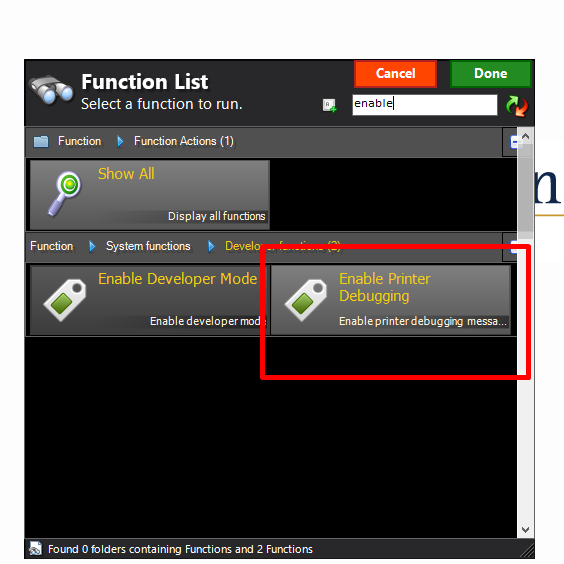 Function List
Select a function to run.
Cancel
Done
enable
Function
Function Actions (1)
Show All
Display all functions
Function
System functions
Developer functions (2)
Enable Developer Mode
Enable developer mode
Enable Printer
Debugging
Enable printer debugging messa...
n
Found 0 folders containing Functions and 2 Functions